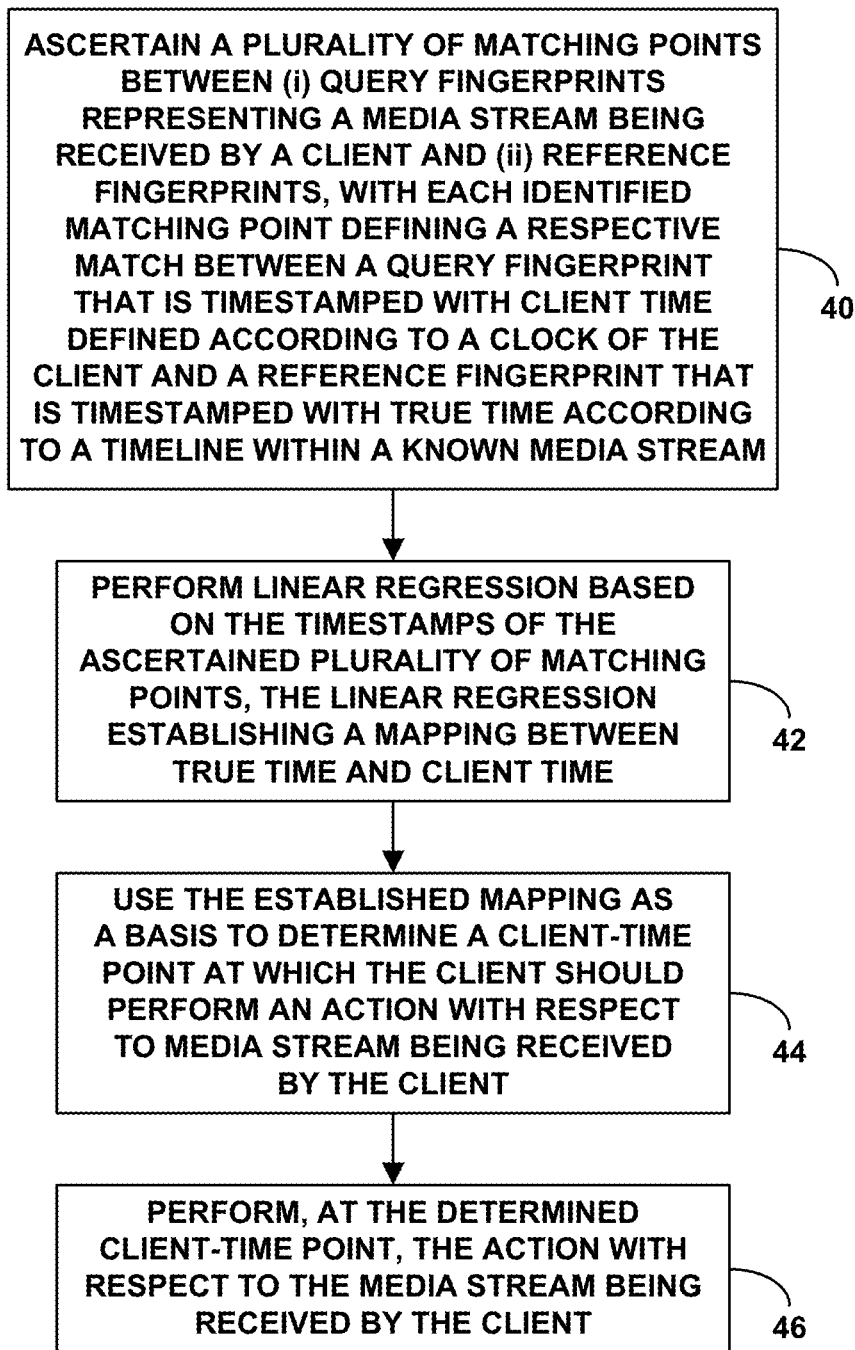 ASCERTAIN A PLURALITY OF MATCHING POINTS
BETWEEN (i) QUERY FINGERPRINTS
REPRESENTING A MEDIA STREAM BEING
RECEIVED BY A CLIENT AND (ii) REFERENCE
FINGERPRINTS, WITH EACH IDENTIFIED
MATCHING POINT DEFINING A RESPECTIVE
MATCH BETWEEN A QUERY FINGERPRINT
THAT IS TIMESTAMPED WITH CLIENT TIME
DEFINED ACCORDING TO A CLOCK OF THE
CLIENT AND A REFERENCE FINGERPRINT THAT
IS TIMESTAMPED WITH TRUE TIME ACCORDING
TO A TIMELINE WITHIN A KNOWN MEDIA STREAM
40
PERFORM LINEAR REGRESSION BASED
ON THE TIMESTAMPS OF THE
ASCERTAINED PLURALITY OF MATCHING
POINTS, THE LINEAR REGRESSION
ESTABLISHING A MAPPING BETWEEN
TRUE TIME AND CLIENT TIME
42
USE THE ESTABLISHED MAPPING AS
A BASIS TO DETERMINE A CLIENT-TIME
POINT AT WHICH THE CLIENT SHOULD
PERFORM AN ACTION WITH RESPECT
TO MEDIA STREAM BEING RECEIVED
BY THE CLIENT
44
PERFORM, AT THE DETERMINED
CLIENT-TIME POINT, THE ACTION WITH
RESPECT TO THE MEDIA STREAM BEING
RECEIVED BY THE CLIENT
46